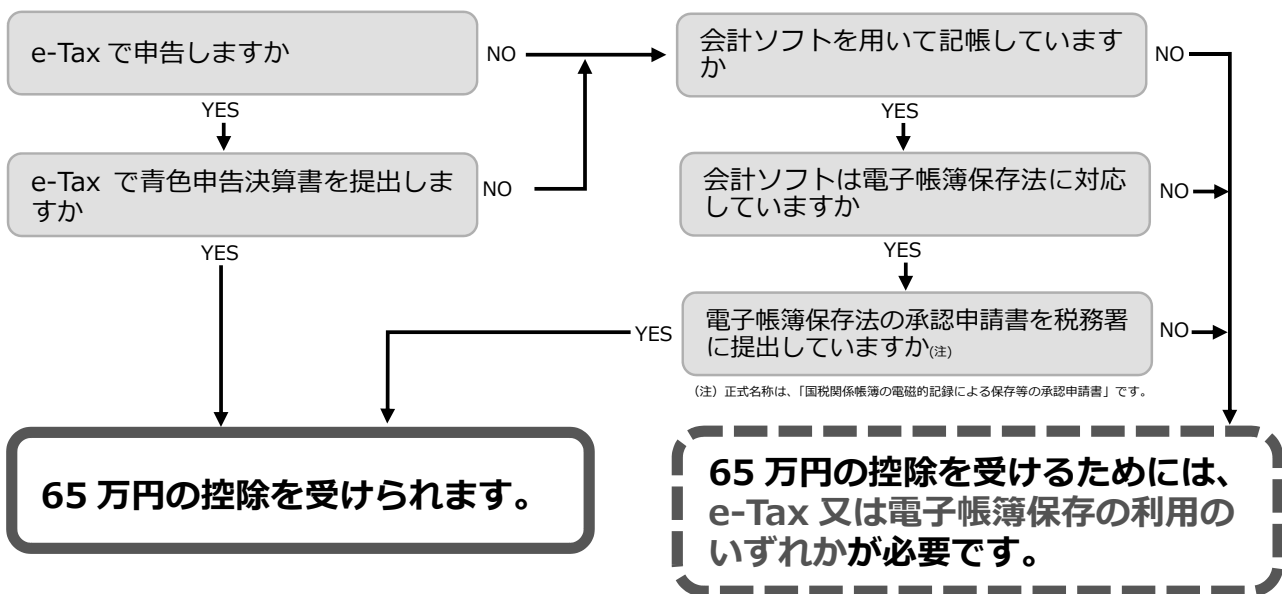 e-Tax で申告しますか
NO
会計ソフトを用いて記帳しています
か
NO
YES
YES
e-Tax で青色申告決算書を提出しま
すか
NO
会計ソフトは電子帳簿保存法に対応
していますか
NO
YES
YES
YES
電子帳簿保存法の承認申請書を税務署
に提出していますか(注)
NO
(注)正式名称は、「国税関係帳簿の電磁的記録による保存等の承認申請書」です。
65 万円の控除を受けられます。
65 万円の控除を受けるためには、
e-Tax 又は電子帳簿保存の利用の
いずれかが必要です。